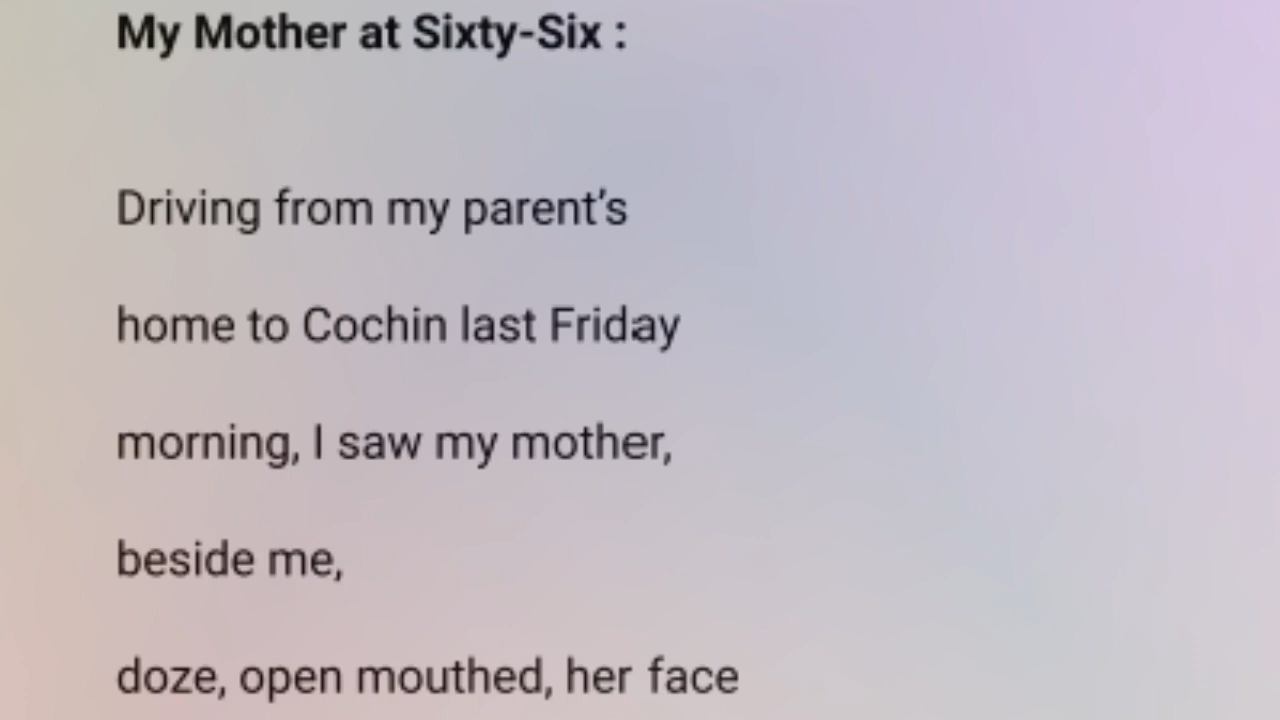 My Mother at Sixty-Six :
Driving from my parent’s
home to Cochin last Friday
morning, I saw my mother,
beside me,
doze, open mouthed, her face